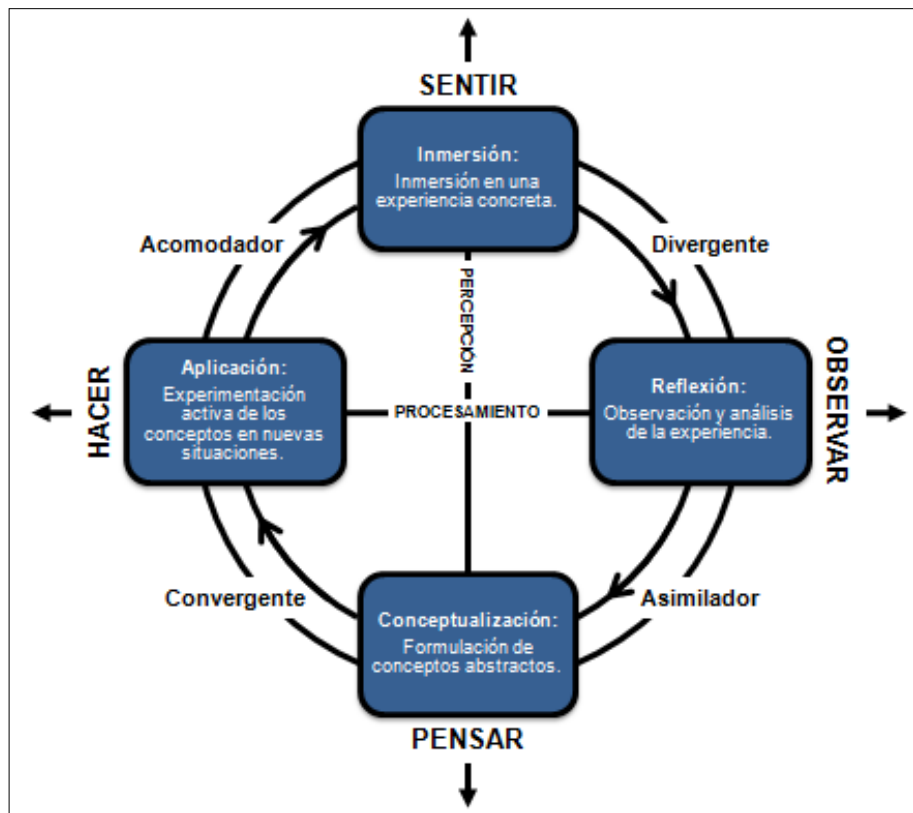 SENTIR
Inmersión:
Inmersión en una
experiencia concreta.
Acomodador
Divergente
PERCEPCIÓN
HACER
Aplicación:
Experimentación
activa de los
conceptos en nuevas
situaciones.
PROCESAMIENTO
Reflexión:
Observación y análisis
de la experiencia.
OBSERVAR
Convergente
Asimilador
Conceptualización:
Formulación de
conceptos abstractos.
PENSAR